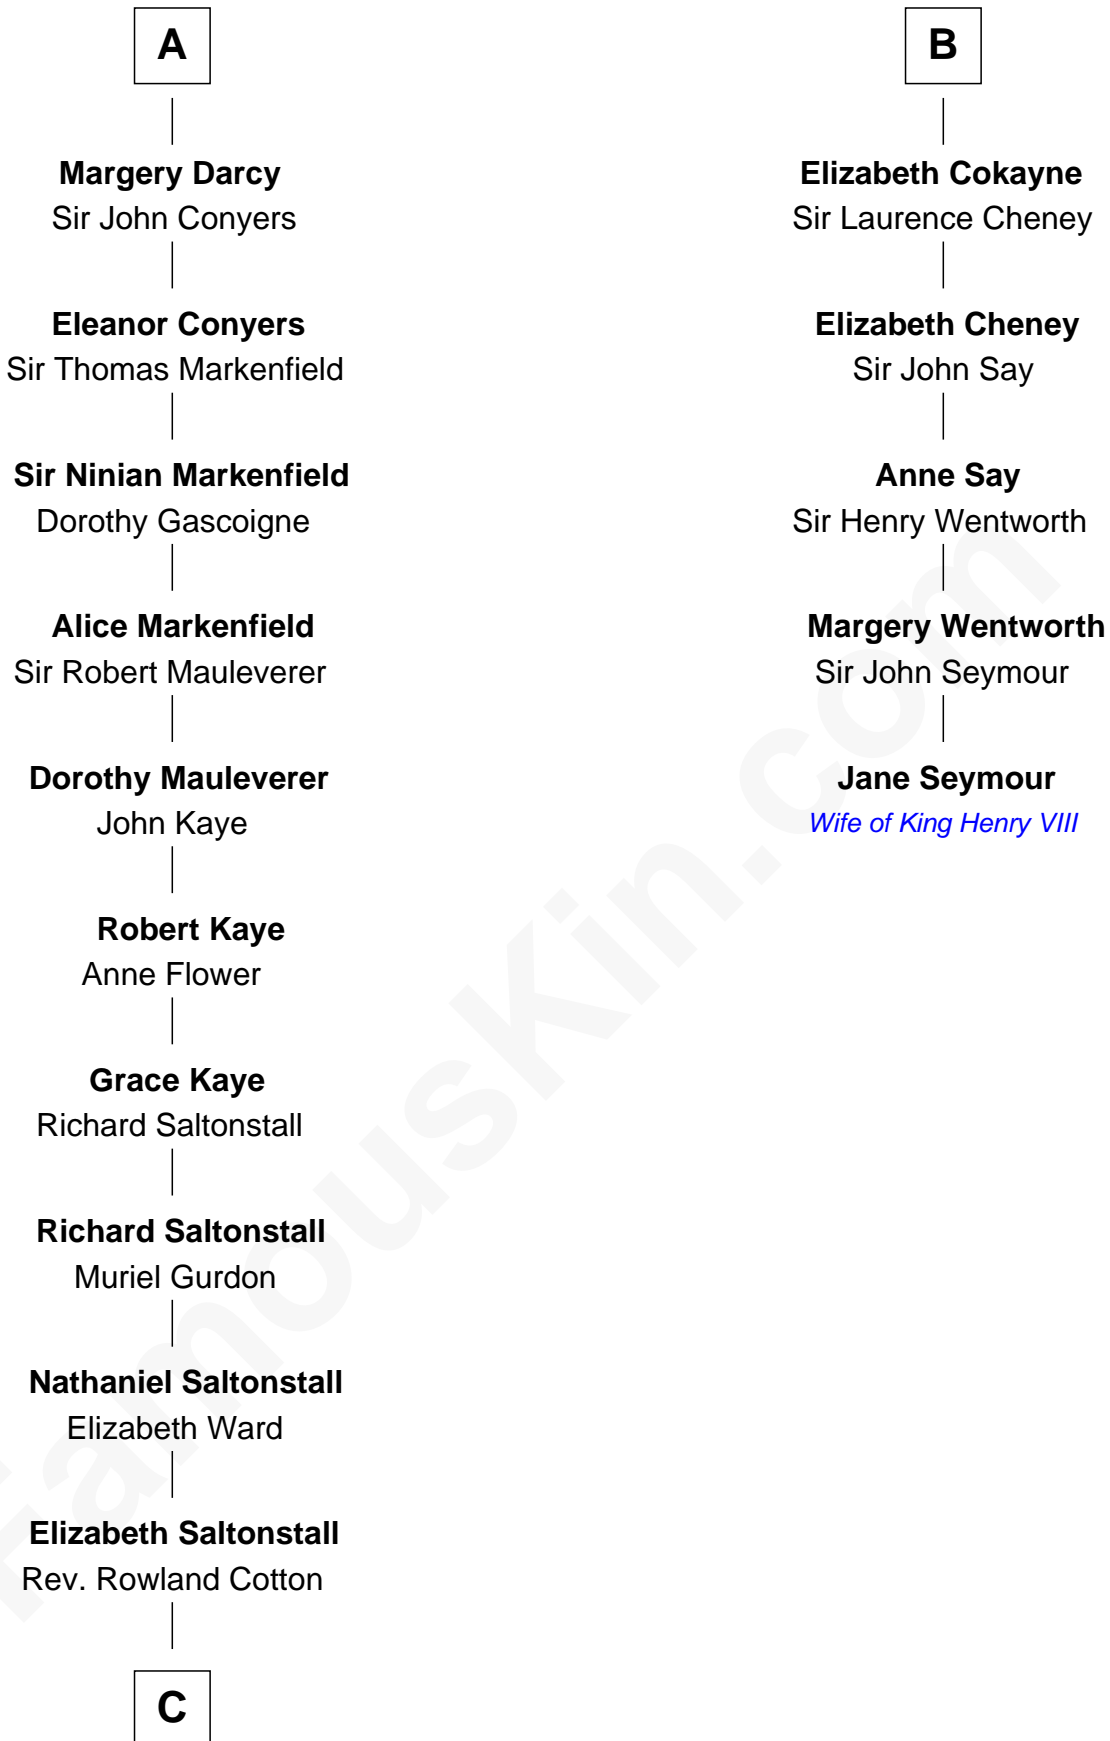 A
Margery Darcy
Sir John Conyers
Eleanor Conyers
Sir Thomas Markenfield
Sir Ninian Markenfield
Dorothy Gascoigne
Alice Markenfield
Sir Robert Mauleverer
Dorothy Mauleverer
John Kaye
Robert Kaye
Anne Flower
Grace Kaye
Richard Saltonstall
Richard Saltonstall
Muriel Gurdon
Nathaniel Saltonstall
Elizabeth Ward
Elizabeth Saltonstall
Rev. Rowland Cotton
C
B
Elizabeth Cokayne
Sir Laurence Cheney
Elizabeth Cheney
Sir John Say
Anne Say
Sir Henry Wentworth
Margery Wentworth
Sir John Seymour
Jane Seymour
Wife of King Henry VIII
FamousKin.com